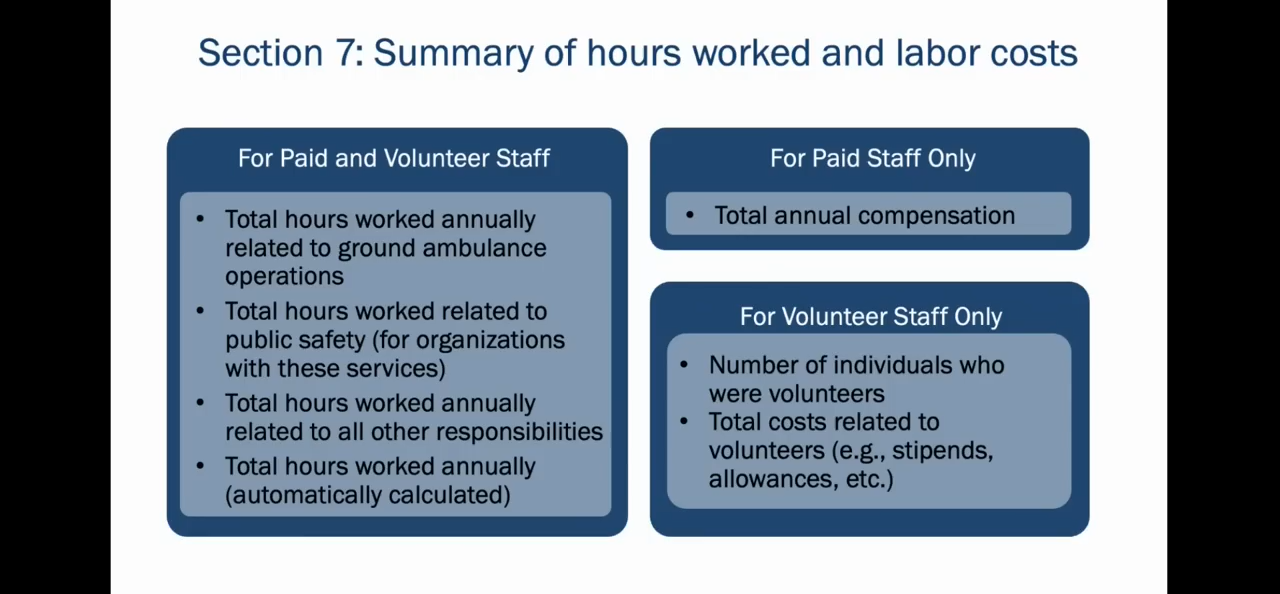 Section 7: Summary of hours worked and labor costs
For Paid and Volunteer Staff
• Total hours worked annually
related to ground ambulance
operations
• Total hours worked related to
public safety (for organizations
with these services)
• Total hours worked annually
related to all other responsibilities
• Total hours worked annually
(automatically calculated)
For Paid Staff Only
• Total annual compensation
For Volunteer Staff Only
• Number of individuals who
were volunteers
• Total costs related to
volunteers (e.g., stipends,
allowances, etc.)